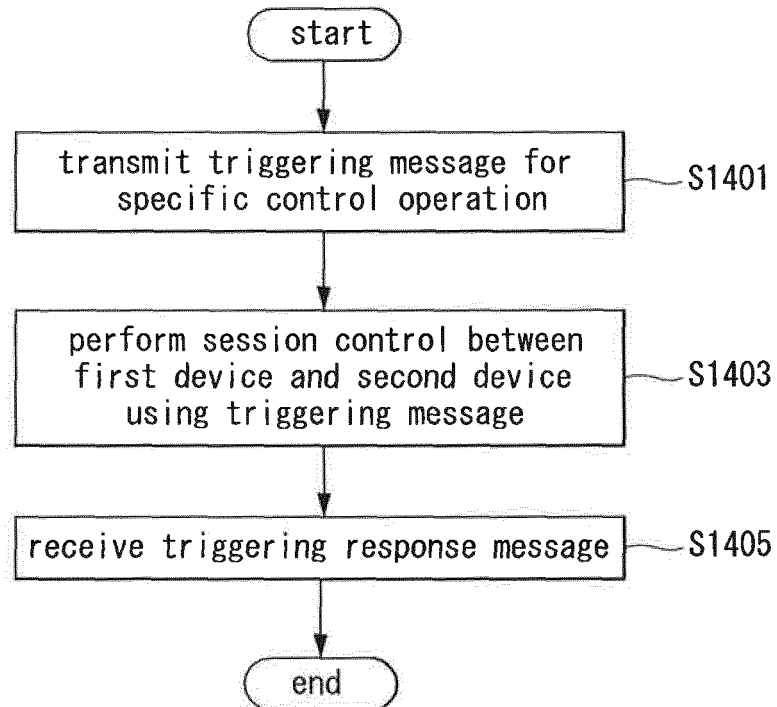 start
transmit triggering message for
specific control operation
S1401
perform session control between
first device and second device
using triggering message
S1403
receive triggering response message
S1405
end